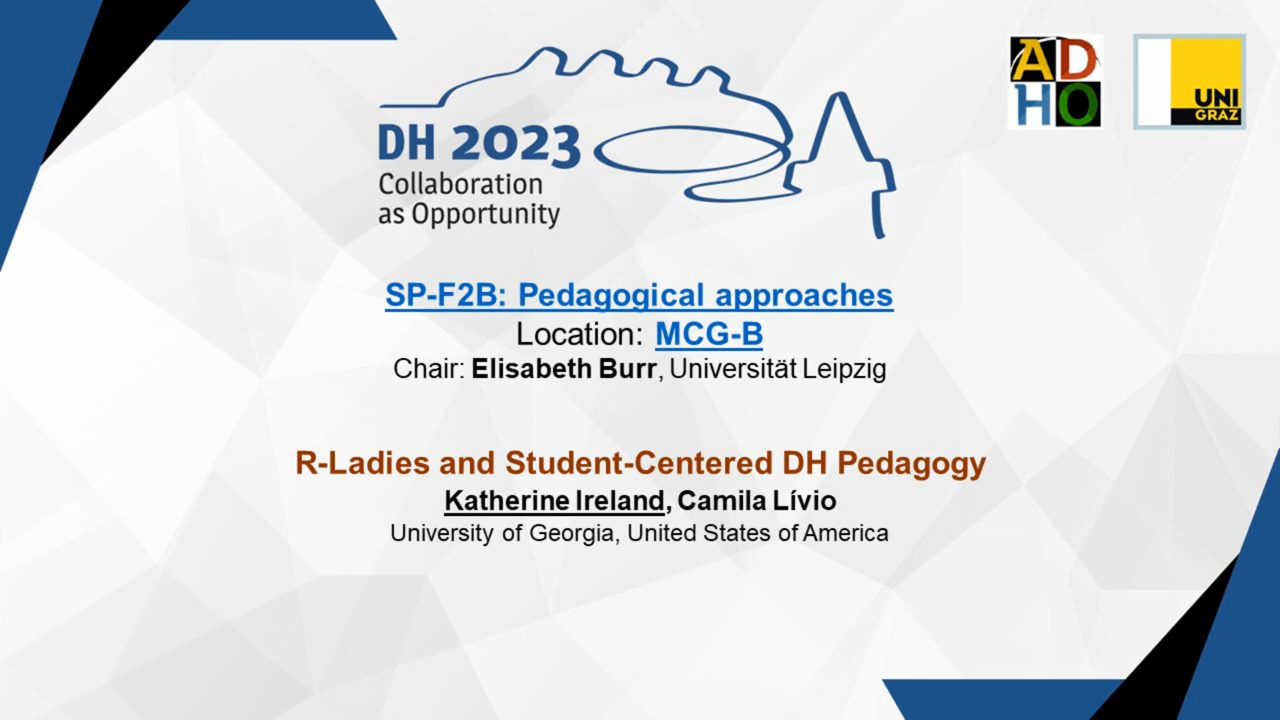 DH 2023
Collaboration
as Opportunity
AD
HO
UNI
GRAZ
SP-F2B: Pedagogical approaches
Location: MCG-B
Chair: Elisabeth Burr, Universität Leipzig
R-Ladies and Student-Centered DH Pedagogy
Katherine Ireland, Camila Lívio
University of Georgia, United States of America